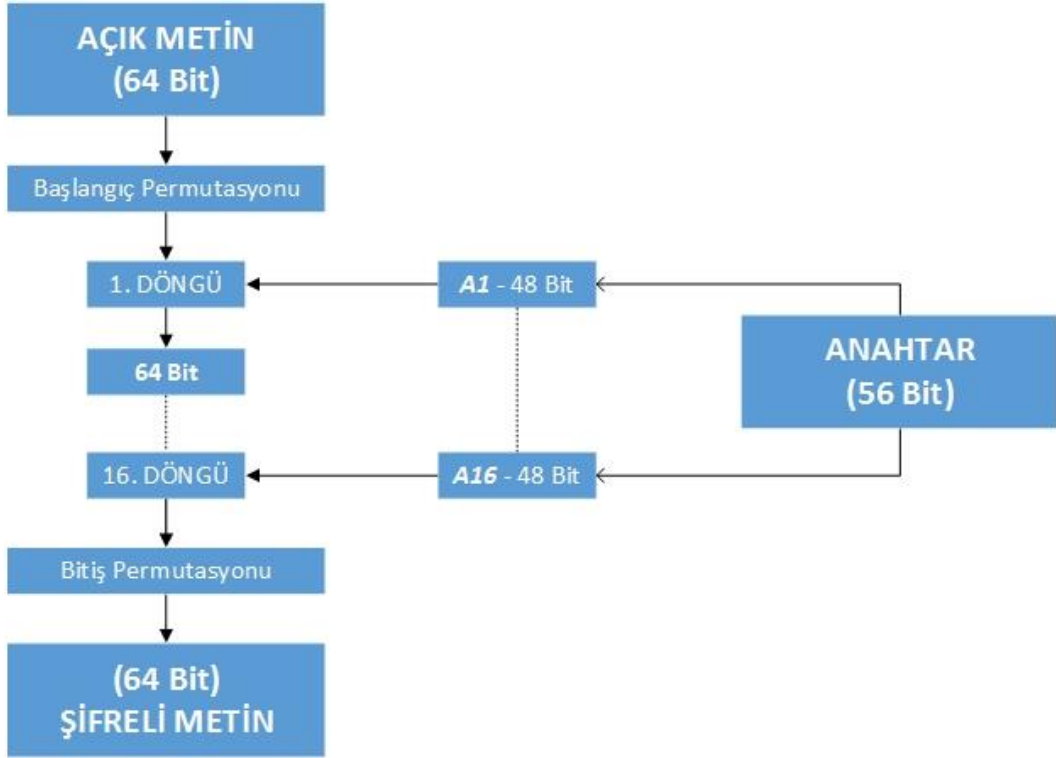 AÇIK METİN
(64 Bit)
Başlangıç Permutasyonu
1. DÖNGÜ
A1 - 48 Bit
ANAHTAR
(56 Bit)
64 Bit
16. DÖNGÜ
A16 - 48 Bit
Bitiş Permutasyonu
(64 Bit)
ŞİFRELİ METİN